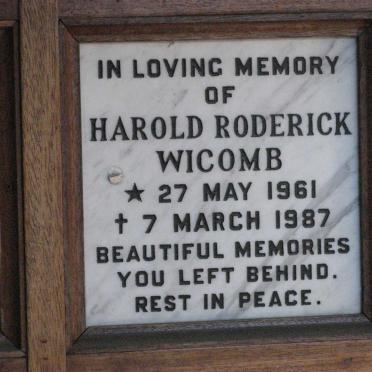 IN LOVING MEMORY
OF
HAROLD RODERICK
WICOMB
★ 27 MAY 1961
✝ 7 MARCH 1987
BEAUTIFUL MEMORIES
YOU LEFT BEHIND.
REST IN PEACE.